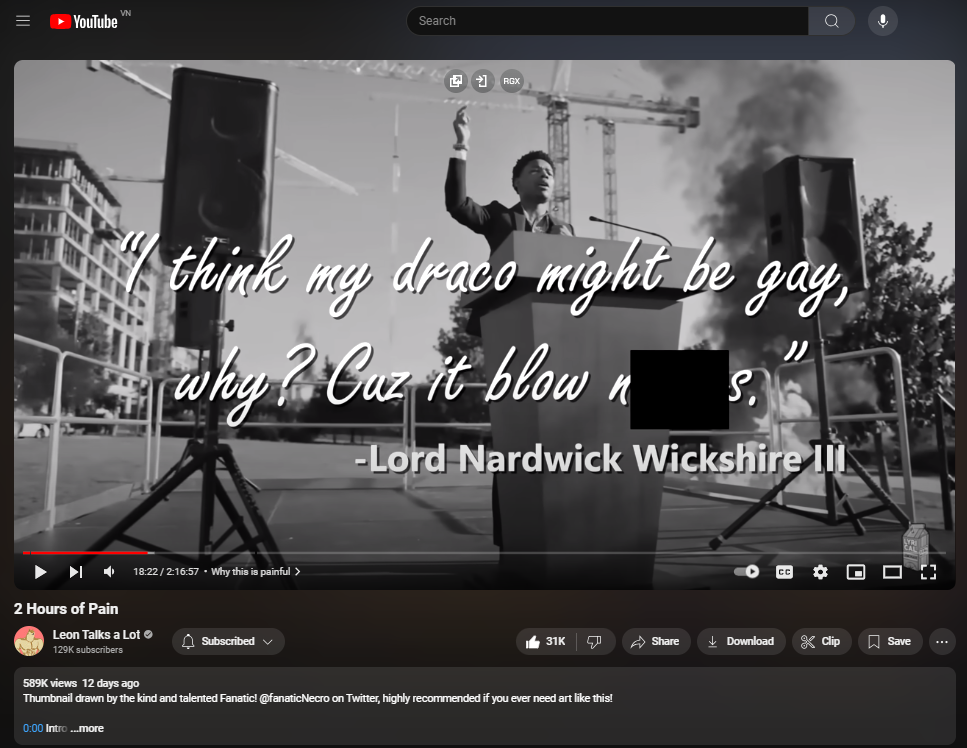 YouTube VN
Search
RGX
“I think my draco might be gay,
why? Cuz it blow
-Lord Nardwick Wickshire III
LYRICAL
18:22 / 2:16:57 • Why this is painful
CC
2 Hours of Pain
Leon Talks a Lot
129K subscribers
Subscribed
31K
Share
Download
Clip
Save
589K views 12 days ago
Thumbnail drawn by the kind and talented Fanatic! @fanaticNecro on Twitter, highly recommended if you ever need art like this!
0:00 Intro ...more